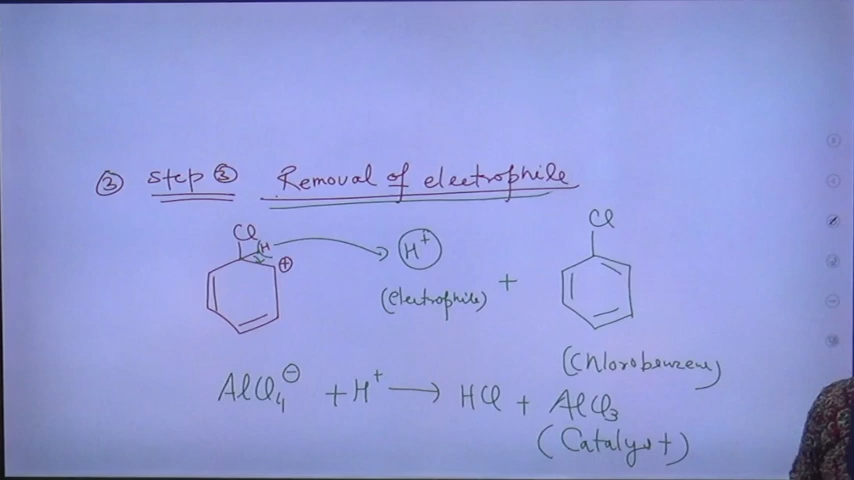 ③ Step ③ Removal of electrophile
Cl
H ⊕
H⁺
(electrophile)
+
Cl
(Chlorobenzene)
AlCl₄⊖ + H⁺ → HCl + AlCl₃
(Catalyst)